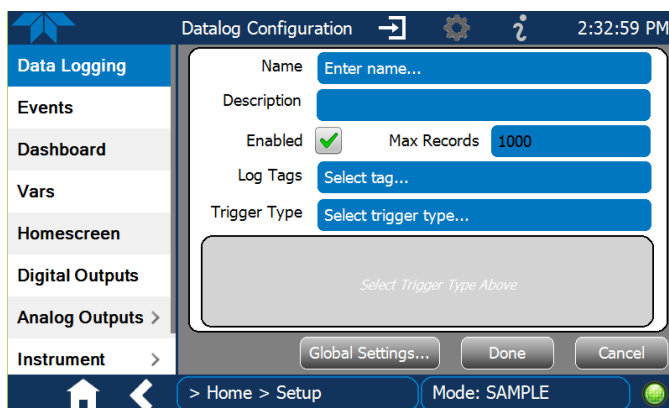 Datalog Configuration 2:32:59 PM
Data Logging
Events
Dashboard
Vars
Homescreen
Digital Outputs
Analog Outputs >
Instrument >
Name Enter name...
Description
Enabled Max Records 1000
Log Tags Select tag...
Trigger Type Select trigger type...
Select Trigger Type Above
Global Settings... Done Cancel
> Home > Setup Mode: SAMPLE